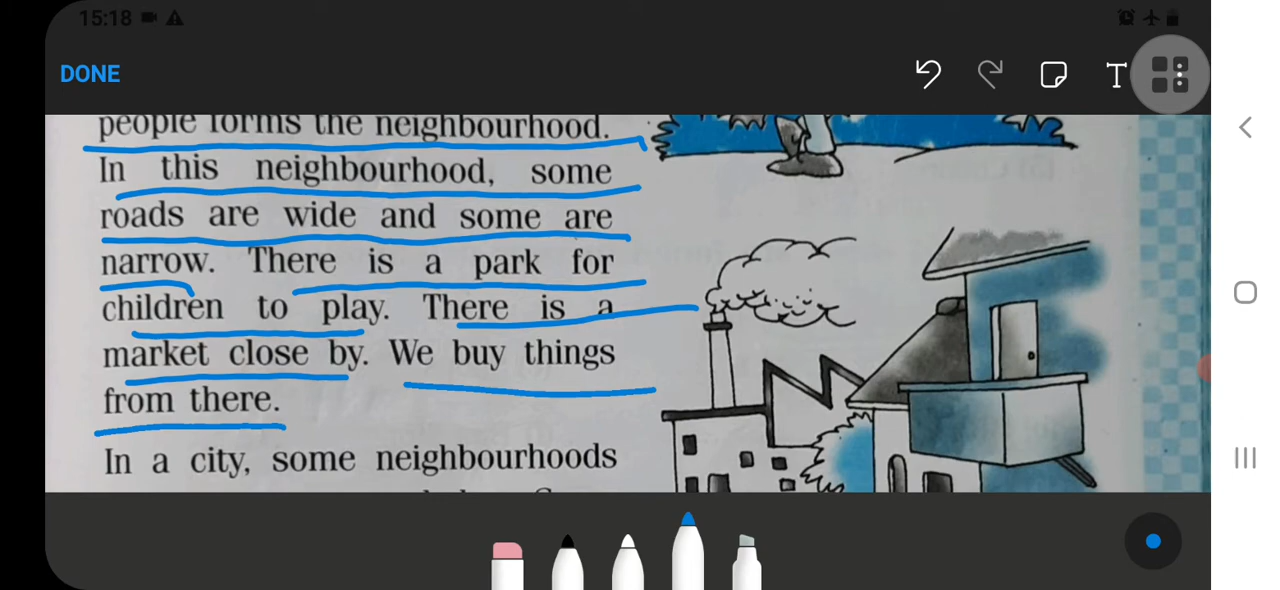 15:18
DONE
T
people forms the neighbourhood.
In this neighbourhood, some
roads are wide and some are
narrow. There is a park for
children to play. There is a
market close by. We buy things
from there.
In a city, some neighbourhoods